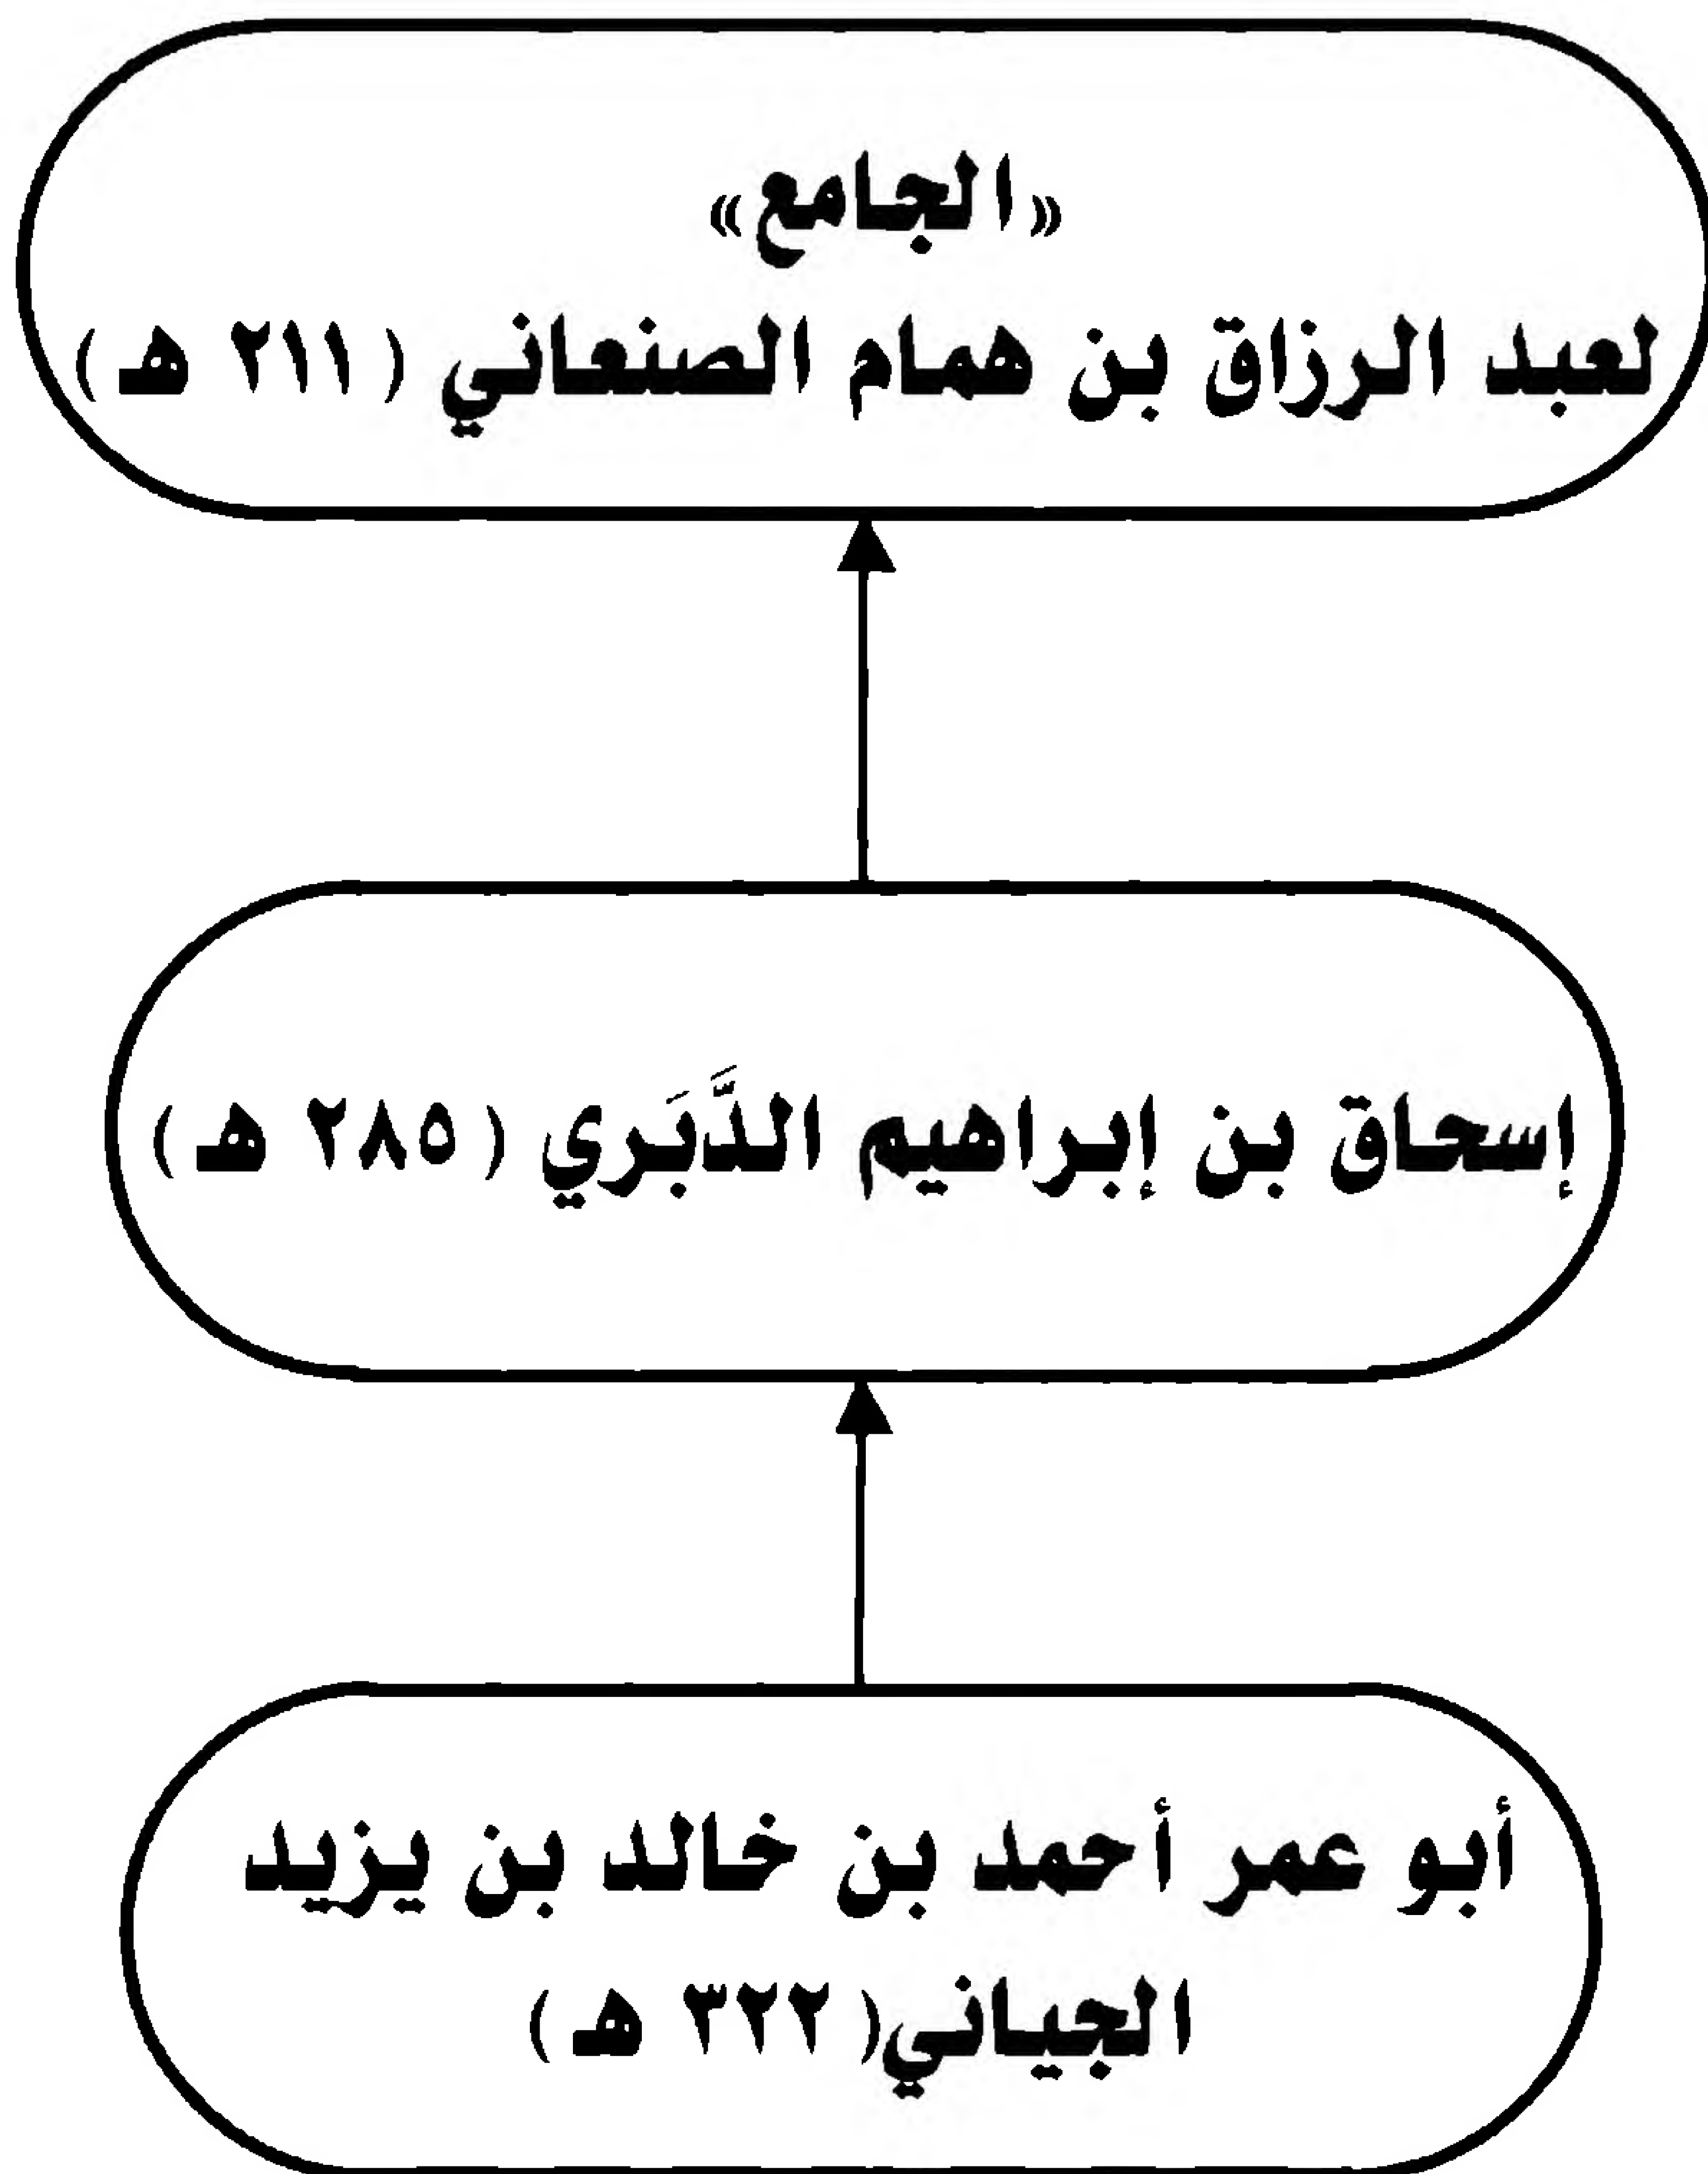 «الجامع»
لعبد الرزاق بن همام الصنعاني (٢١١ هـ)
إسحاق بن إبراهيم الدَّبَري (٢٨٥ هـ)
أبو عمر أحمد بن خالد بن يزيد
الجياني(٣٢٢ هـ)